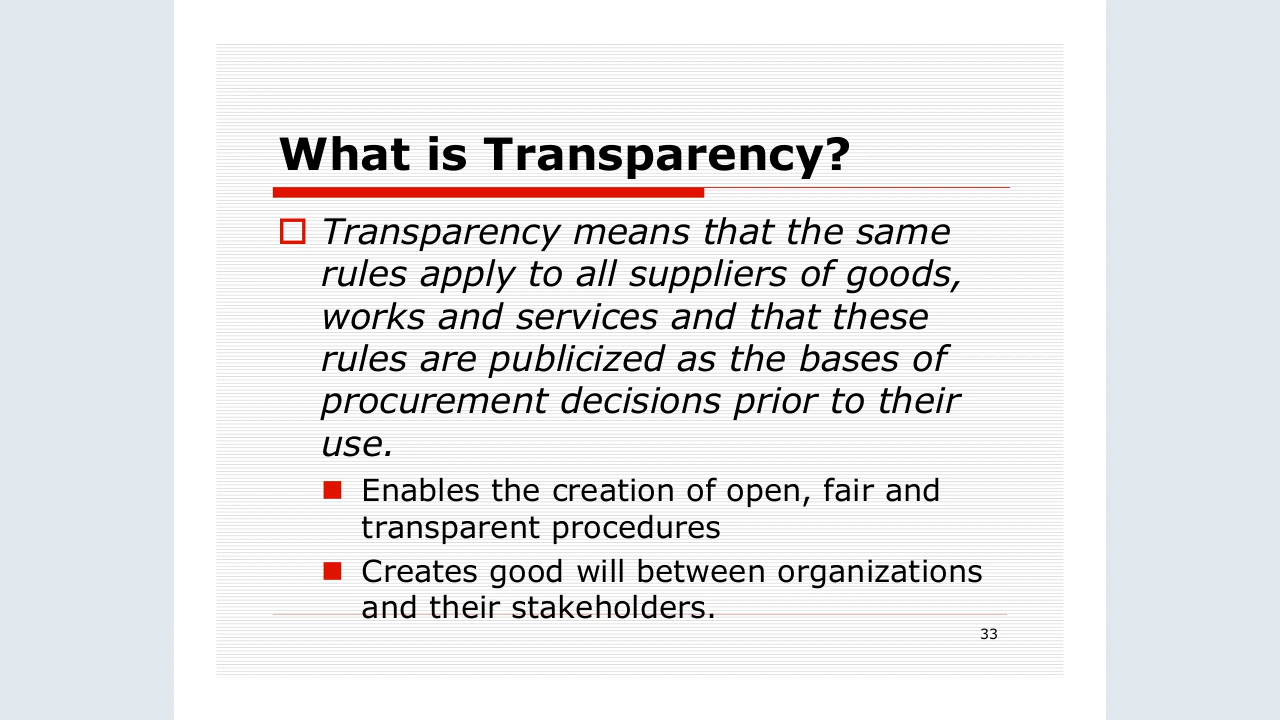 What is Transparency?
Transparency means that the same
rules apply to all suppliers of goods,
works and services and that these
rules are publicized as the bases of
procurement decisions prior to their
use.
Enables the creation of open, fair and
transparent procedures
Creates good will between organizations
and their stakeholders.
33